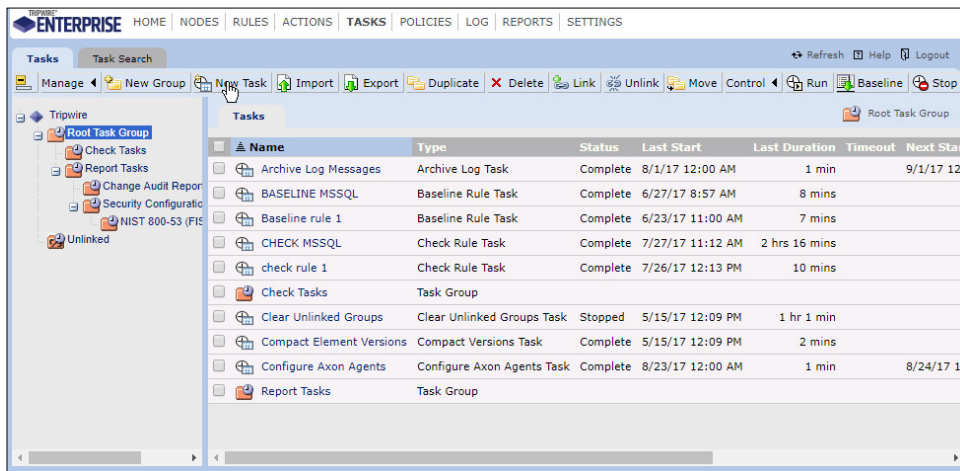 TRIPWIRE
ENTERPRISE HOME NODES RULES ACTIONS TASKS POLICIES LOG REPORTS SETTINGS
Tasks Task Search Refresh Help Logout
Manage New Group New Task Import Export Duplicate Delete Link Unlink Move Control Run Baseline Stop
Tripwire
Root Task Group
Check Tasks
Report Tasks
Change Audit Repor
Security Configuratio
NIST 800-53 (FIS
Unlinked
Tasks Root Task Group
Name Type Status Last Start Last Duration Timeout Next Star
Archive Log Messages Archive Log Task Complete 8/1/17 12:00 AM 1 min 9/1/17 12
BASELINE MSSQL Baseline Rule Task Complete 6/27/17 8:57 AM 8 mins
Baseline rule 1 Baseline Rule Task Complete 6/23/17 11:00 AM 7 mins
CHECK MSSQL Check Rule Task Complete 7/27/17 11:12 AM 2 hrs 16 mins
check rule 1 Check Rule Task Complete 7/26/17 12:13 PM 10 mins
Check Tasks Task Group
Clear Unlinked Groups Clear Unlinked Groups Task Stopped 5/15/17 12:09 PM 1 hr 1 min
Compact Element Versions Compact Versions Task Complete 5/15/17 12:09 PM 2 mins
Configure Axon Agents Configure Axon Agents Task Complete 8/23/17 12:00 AM 1 min 8/24/17 1
Report Tasks Task Group